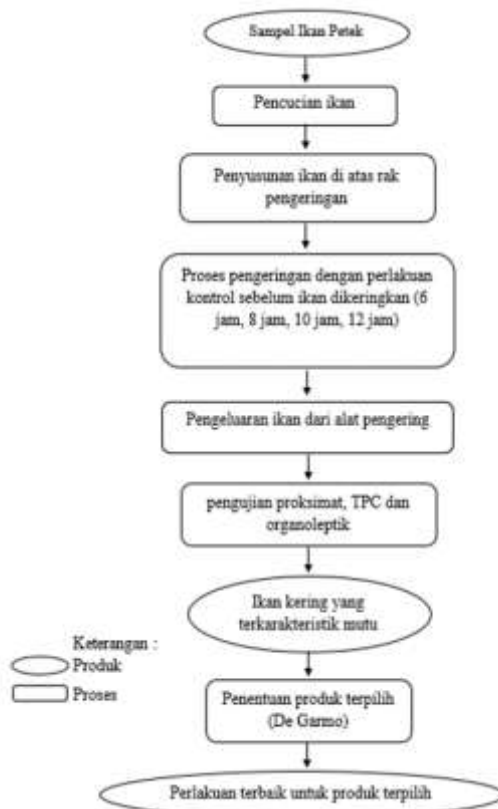 Sampel Ikan Petek
Pencucian ikan
Penyusunan ikan di atas rak
pengeringan
Proses pengeringan dengan perlakuan
kontrol sebelum ikan dikeringkan (6
jam, 8 jam, 10 jam, 12 jam)
Pengeluaran ikan dari alat pengering
pengujian proksimat, TPC dan
organoleptik
Ikan kering yang
terkarakteristik mutu
Keterangan :
Produk
Proses
Penentuan produk terpilih
(De Garmo)
Perlakuan terbaik untuk produk terpilih